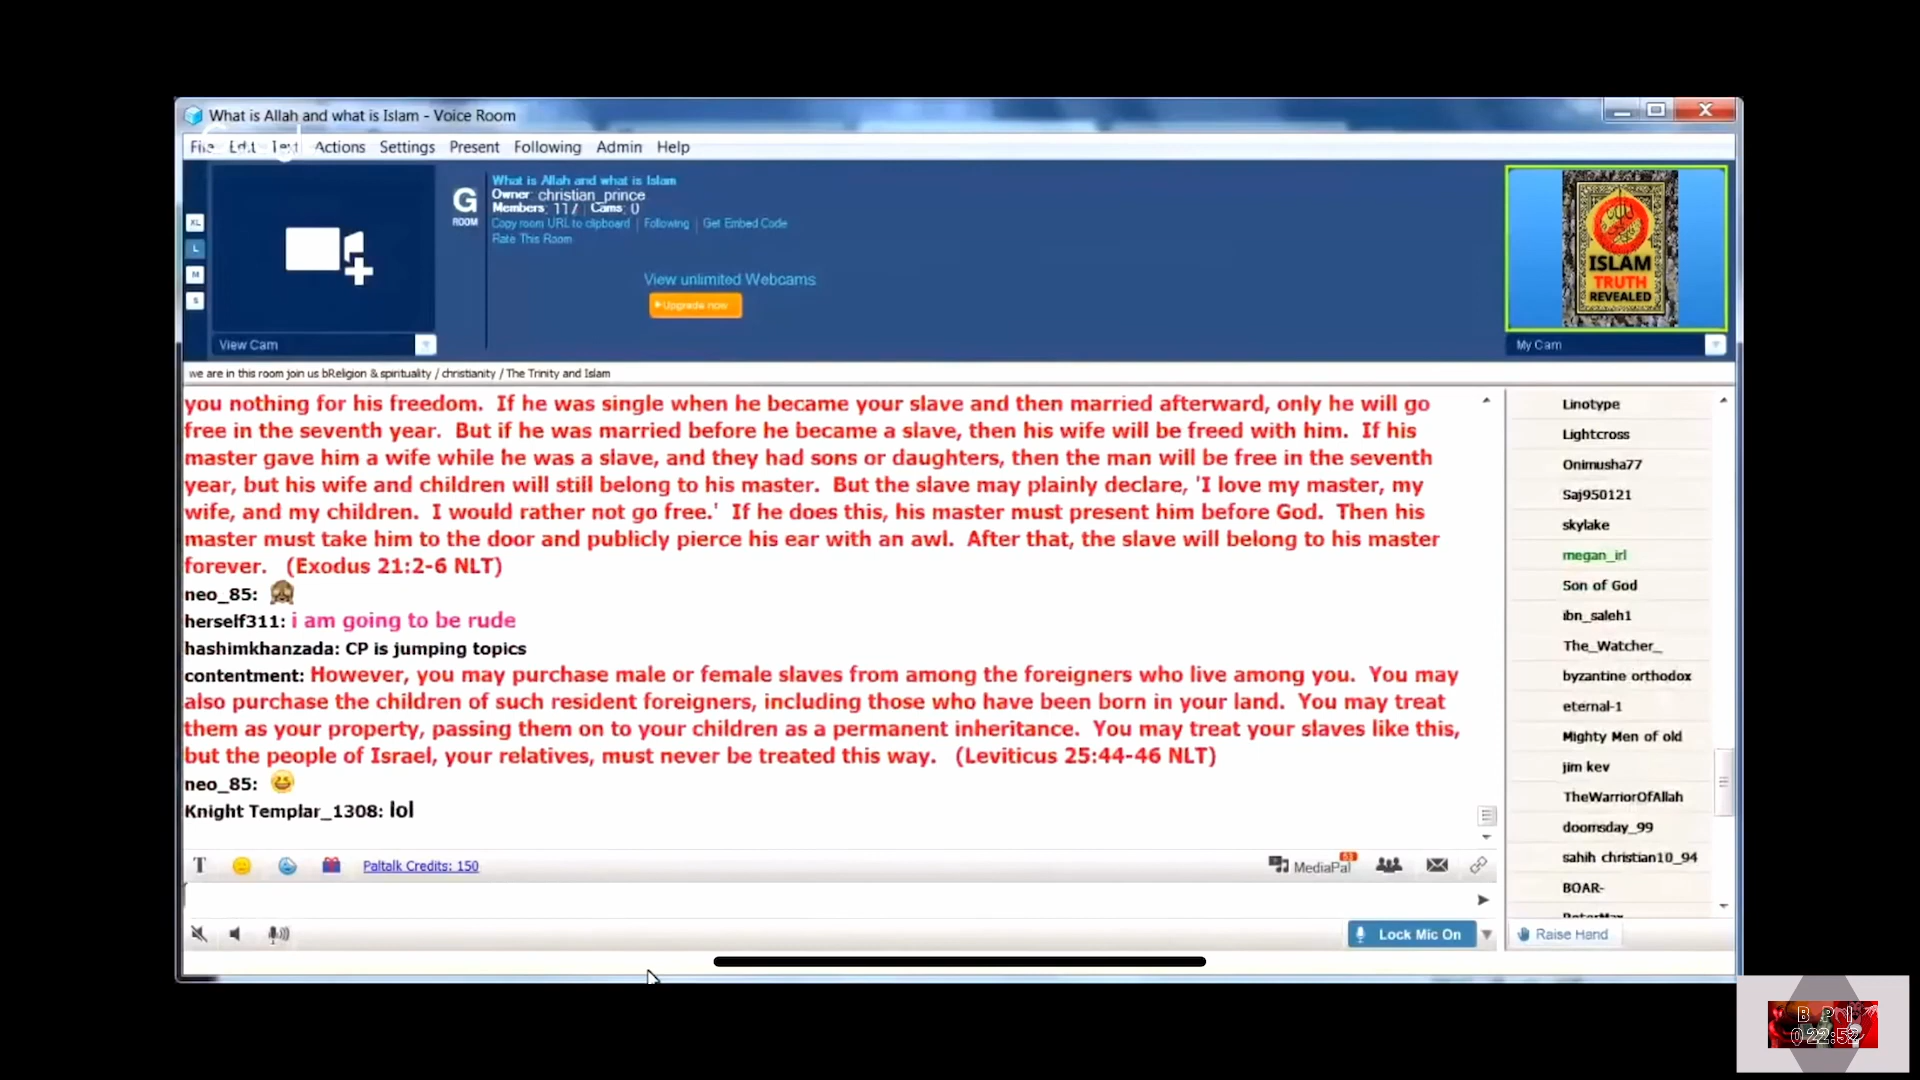 What is Allah and what is Islam - Voice Room
File Edit Text Actions Settings Present Following Admin Help
XL
L
M
S
View Cam
G
ROOM
What is Allah and what is Islam
Owner: christian_prince
Members: 117 | Cams: 0
Copy room URL to clipboard | Following | Get Embed Code
Rate This Room
View unlimited Webcams
Upgrade now
ISLAM
TRUTH
REVEALED
My Cam
we are in this room join us bReligion & spirituality / christianity / The Trinity and Islam
you nothing for his freedom. If he was single when he became your slave and then married afterward, only he will go
free in the seventh year. But if he was married before he became a slave, then his wife will be freed with him. If his
master gave him a wife while he was a slave, and they had sons or daughters, then the man will be free in the seventh
year, but his wife and children will still belong to his master. But the slave may plainly declare, 'I love my master, my
wife, and my children. I would rather not go free.' If he does this, his master must present him before God. Then his
master must take him to the door and publicly pierce his ear with an awl. After that, the slave will belong to his master
forever. (Exodus 21:2-6 NLT)
neo_85:
herself311: i am going to be rude
hashimkhanzada: CP is jumping topics
contentment: However, you may purchase male or female slaves from among the foreigners who live among you. You may
also purchase the children of such resident foreigners, including those who have been born in your land. You may treat
them as your property, passing them on to your children as a permanent inheritance. You may treat your slaves like this,
but the people of Israel, your relatives, must never be treated this way. (Leviticus 25:44-46 NLT)
neo_85:
Knight Templar_1308: lol
T
Paltalk Credits: 150
MediaPal
53
Lock Mic On
Linotype
Lightcross
Onimusha77
Saj950121
skylake
megan_irl
Son of God
ibn_saleh1
The_Watcher_
byzantine orthodox
eternal-1
Mighty Men of old
jim kev
TheWarriorOfAllah
doomsday_99
sahih christian10_94
BOAR-
Raise Hand
B P I